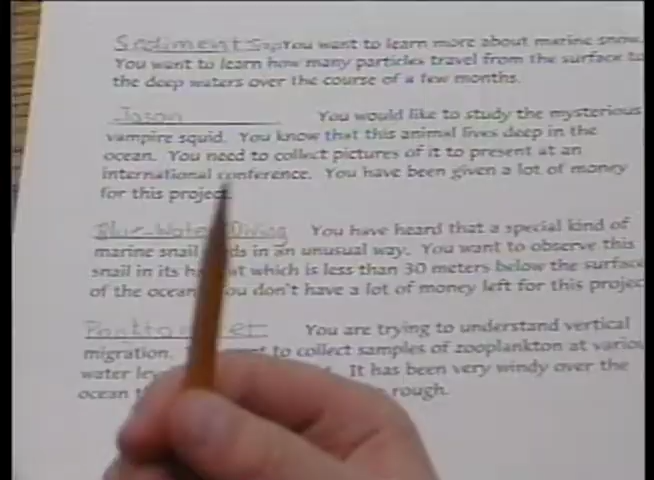 Sediment Trap You want to learn more about marine snow.
You want to learn how many particles travel from the surface to
the deep waters over the course of a few months.
Jason You would like to study the mysterious
vampire squid. You know that this animal lives deep in the
ocean. You need to collect pictures of it to present at an
international conference. You have been given a lot of money
for this project.
Blue-Water Diving You have heard that a special kind of
marine snail in an unusual way. You want to observe this
snail in its which is less than 30 meters below the surface
of the ocean. You don't have a lot of money left for this
You are trying to understand vertical
migration. to collect samples of zooplankton at
water It has been very windy over the
ocean rough.